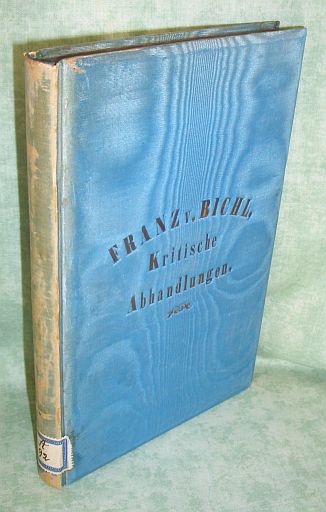 FRANZ v. BICHL,
Kritische
Abhandlungen.